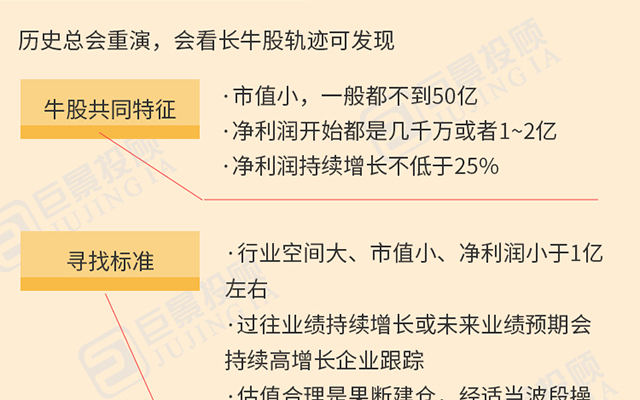 历史总会重演，会看长牛股轨迹可发现
牛股共同特征
·市值小，一般都不到50亿
·净利润开始都是几千万或者1~2亿
·净利润持续增长不低于25%
寻找标准
·行业空间大、市值小、净利润小于1亿
左右
·过往业绩持续增长或未来业绩预期会
持续高增长企业跟踪
·估值合理是果断建仓，经适当波段操
巨景投顾
JUJING IA
巨景投顾
JUJING IA
巨景投顾
JUJING IA